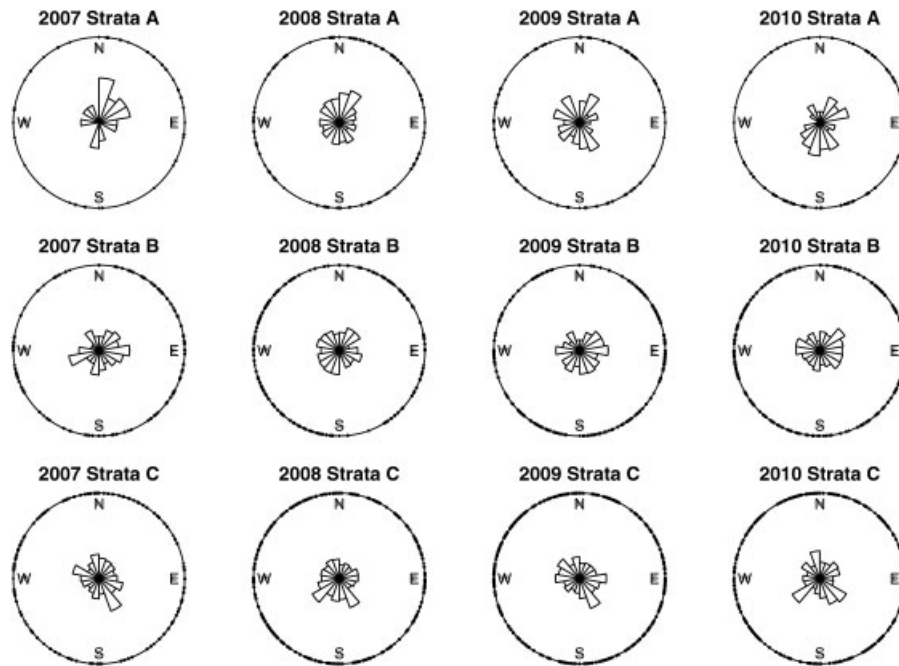 2007 Strata A 2008 Strata A 2009 Strata A 2010 Strata A
N N N N
W E W E W E W E
S S S S
2007 Strata B 2008 Strata B 2009 Strata B 2010 Strata B
N N N N
W E W E W E W E
S S S S
2007 Strata C 2008 Strata C 2009 Strata C 2010 Strata C
N N N N
W E W E W E W E
S S S S